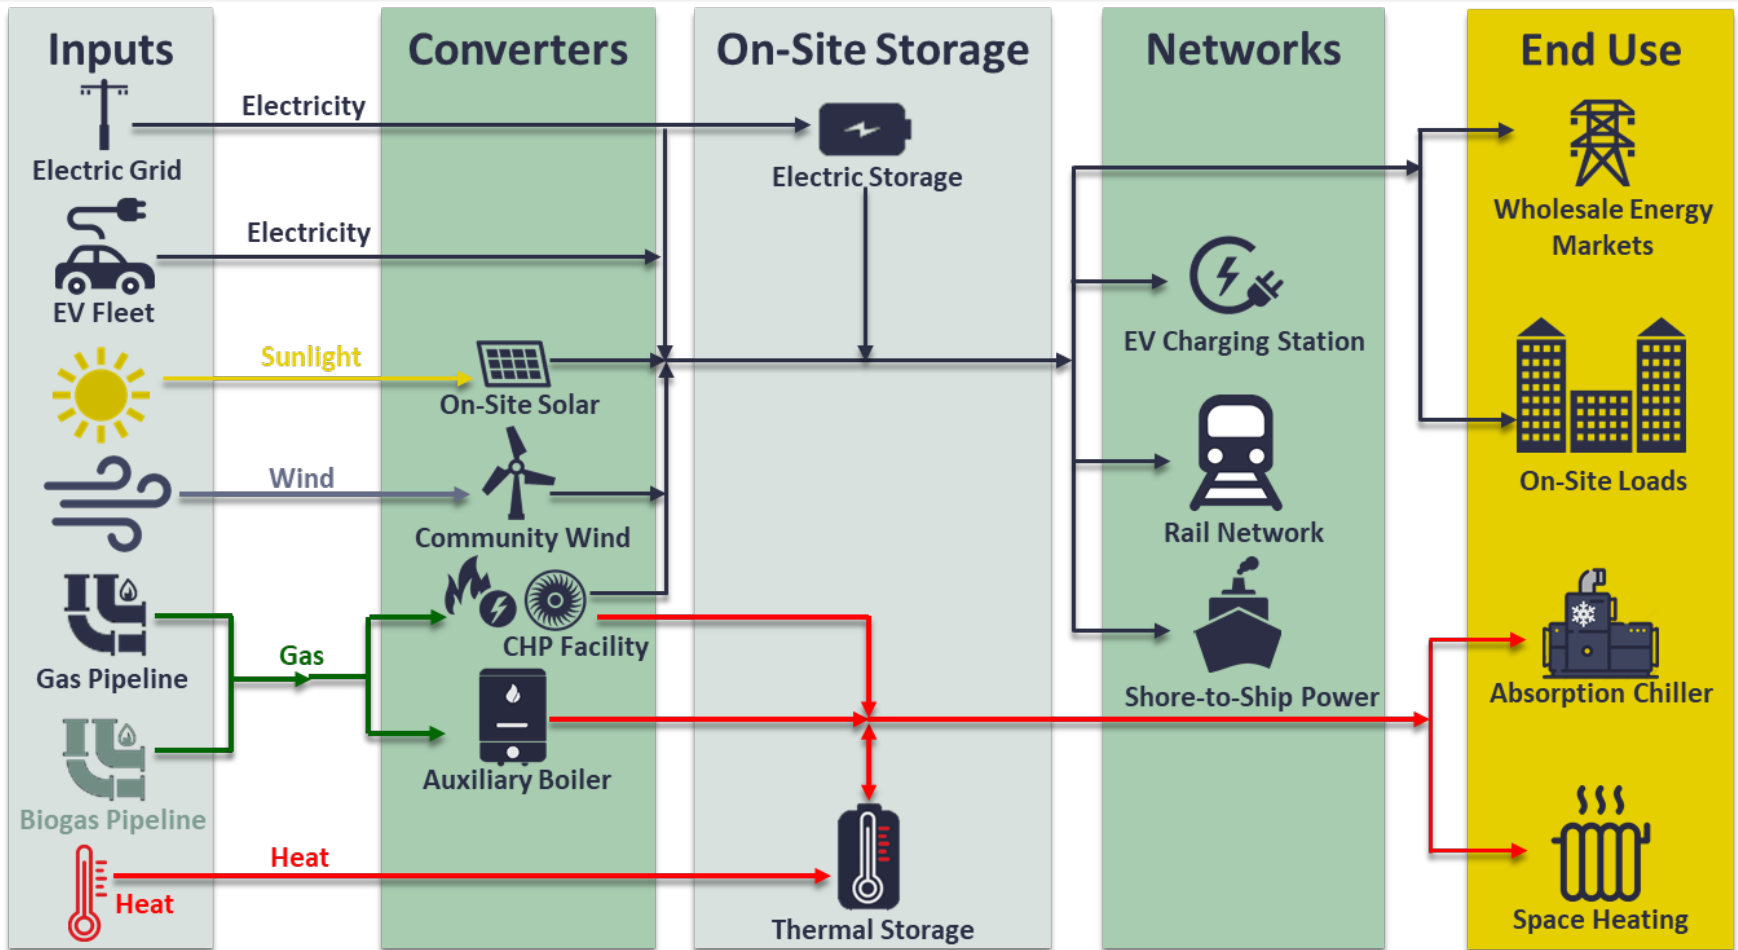 Inputs
Converters
On-Site Storage
Networks
End Use
Electricity
Electric Grid
Electric Storage
Wholesale Energy
Markets
Electricity
EV Fleet
EV Charging Station
Sunlight
On-Site Solar
On-Site Loads
Wind
Community Wind
Rail Network
Gas
CHP Facility
Gas Pipeline
Shore-to-Ship Power
Absorption Chiller
Auxiliary Boiler
Biogas Pipeline
Heat
Heat
Thermal Storage
Space Heating